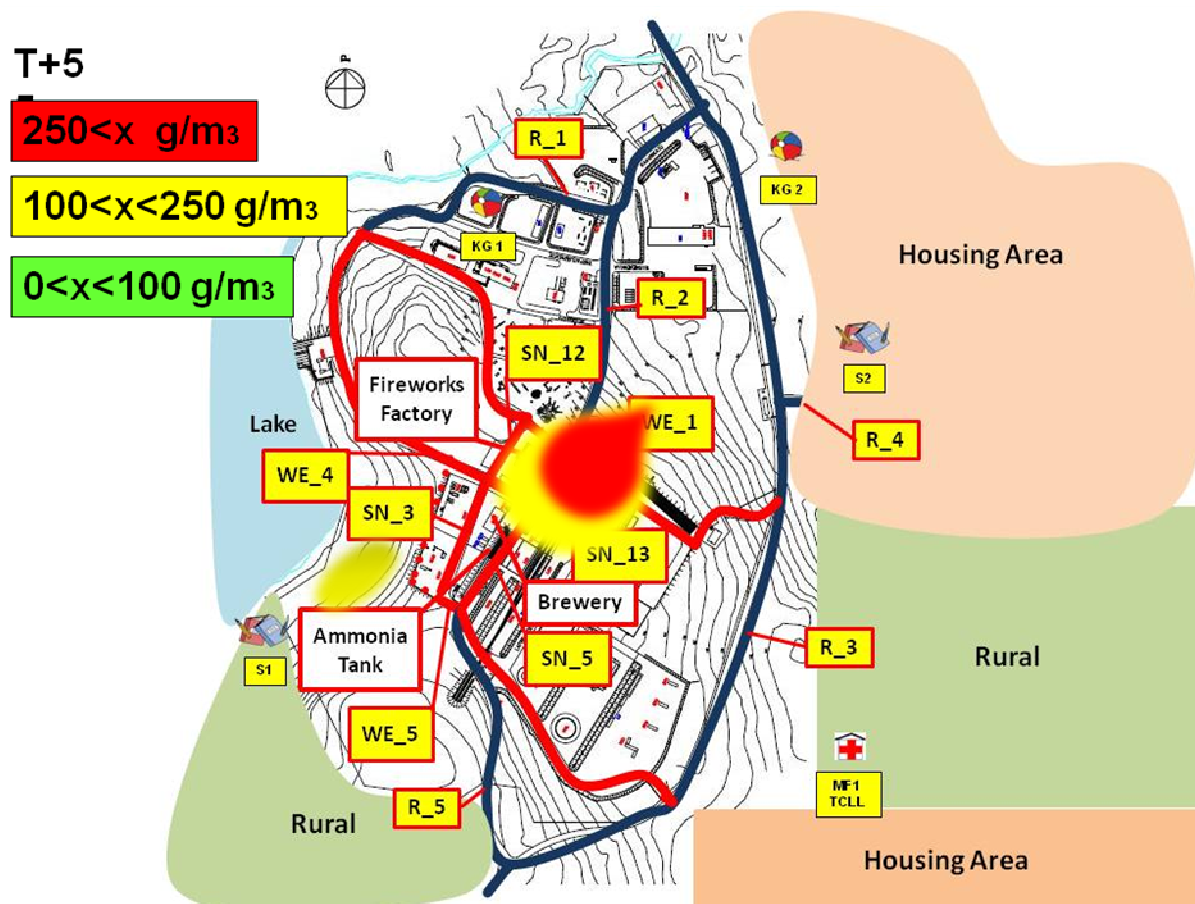 T+5
250<x g/m3
100<x<250 g/m3
0<x<100 g/m3
R_1
KG 1
KG 2
Housing Area
R_2
S2
SN_12
Fireworks
Factory
WE_1
Lake
R_4
WE_4
SN_3
SN_13
Brewery
Ammonia
Tank
S1
SN_5
R_3
Rural
WE_5
MF1
TCLL
R_5
Rural
Housing Area